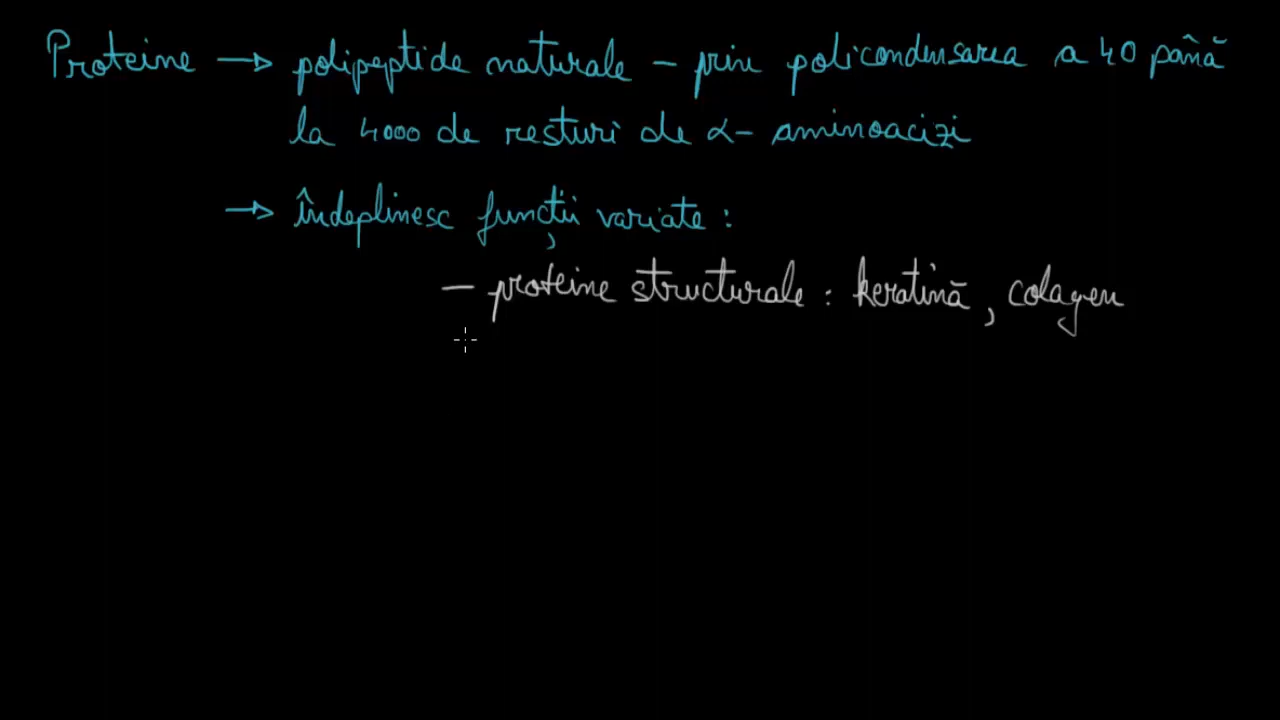 Proteine → polipeptide naturale - prin policondensarea a 40 până
la 4000 de resturi de α- aminoacizi
→ îndeplinesc funcții variate :
- proteine structurale : keratină, colagen